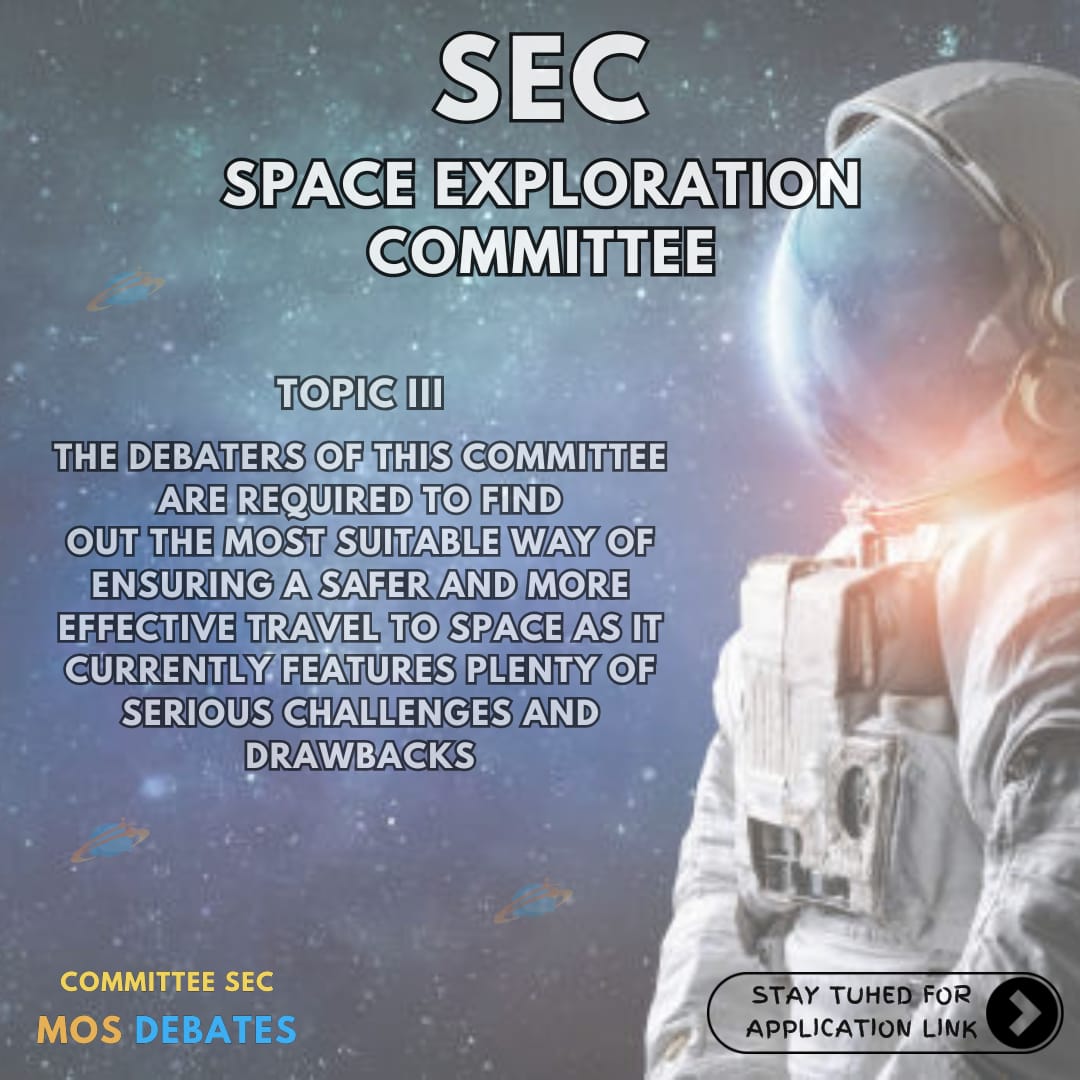 SEC
SPACE EXPLORATION
COMMITTEE
TOPIC III
THE DEBATERS OF THIS COMMITTEE
ARE REQUIRED TO FIND
OUT THE MOST SUITABLE WAY OF
ENSURING A SAFER AND MORE
EFFECTIVE TRAVEL TO SPACE AS IT
CURRENTLY FEATURES PLENTY OF
SERIOUS CHALLENGES AND
DRAWBACKS
COMMITTEE SEC
MOS DEBATES
STAY TUHED FOR
APPLICATION LINK